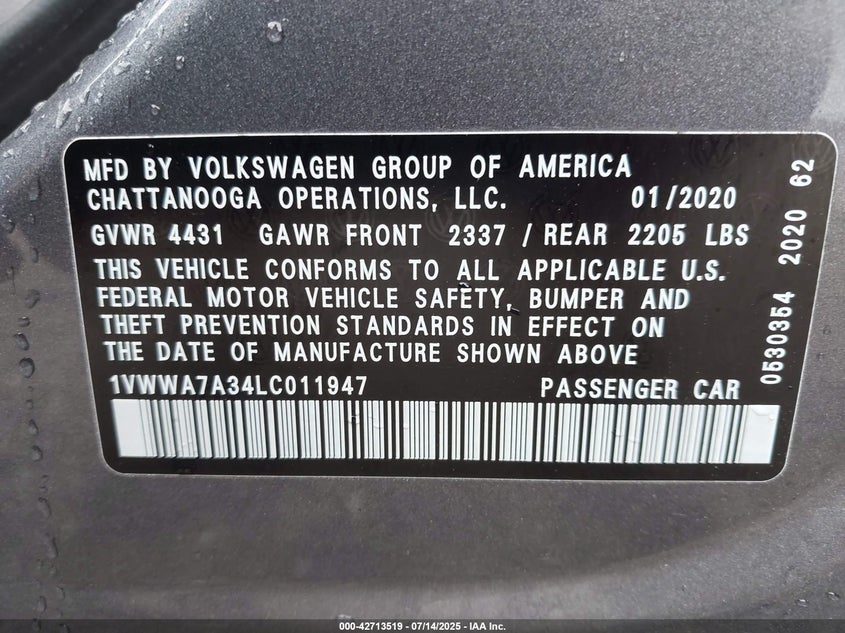 MFD BY VOLKSWAGEN GROUP OF AMERICA
CHATTANOOGA OPERATIONS, LLC. 01/2020
GVWR 4431 GAWR FRONT 2337 / REAR 2205 LBS
THIS VEHICLE CONFORMS TO ALL APPLICABLE U.S.
FEDERAL MOTOR VEHICLE SAFETY, BUMPER AND
THEFT PREVENTION STANDARDS IN EFFECT ON
THE DATE OF MANUFACTURE SHOWN ABOVE
1VWWA7A34LC011947 PASSENGER CAR
0530354 2020 62
000-42713519 - 07/14/2025 - IAA Inc.